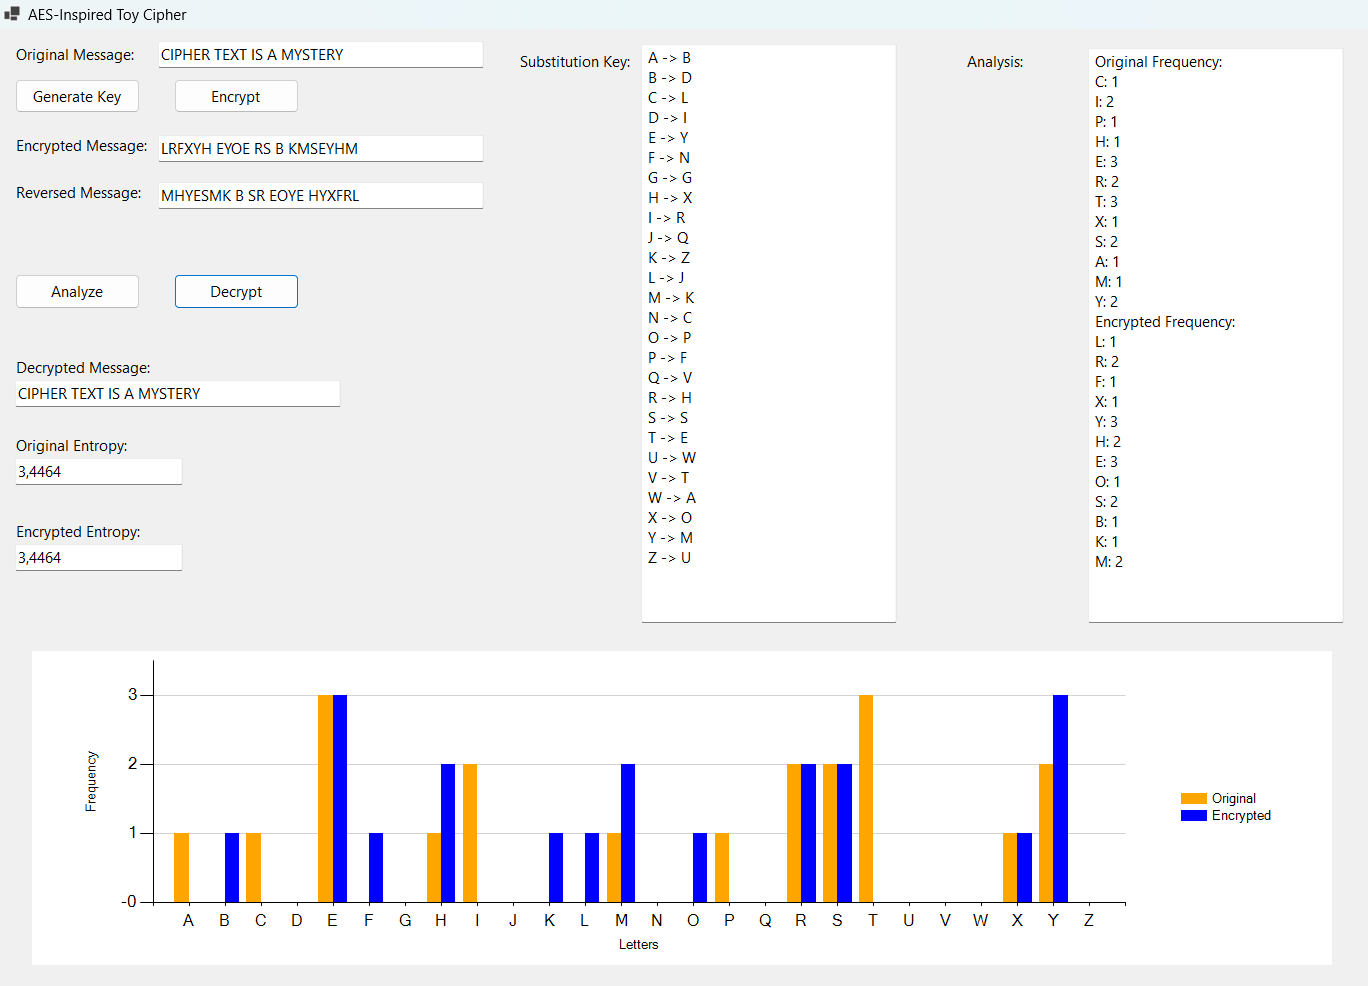 AES-Inspired Toy Cipher
Original Message:
CIPHER TEXT IS A MYSTERY
Generate Key
Encrypt
Encrypted Message:
LRFXYH EYOE RS B KMSEYHM
Reversed Message:
MHYESMK B SR EOYE HYXFRL
Analyze
Decrypt
Decrypted Message:
CIPHER TEXT IS A MYSTERY
Original Entropy:
3,4464
Encrypted Entropy:
3,4464
Substitution Key:
A -> B
B -> D
C -> L
D -> I
E -> Y
F -> N
G -> G
H -> X
I -> R
J -> Q
K -> Z
L -> J
M -> K
N -> C
O -> P
P -> F
Q -> V
R -> H
S -> S
T -> E
U -> W
V -> T
W -> A
X -> O
Y -> M
Z -> U
Analysis:
Original Frequency:
C: 1
I: 2
P: 1
H: 1
E: 3
R: 2
T: 3
X: 1
S: 2
A: 1
M: 1
Y: 2
Encrypted Frequency:
L: 1
R: 2
F: 1
X: 1
Y: 3
H: 2
E: 3
O: 1
S: 2
B: 1
K: 1
M: 2
Frequency
3
2
1
-0
A B C D E F G H I J K L M N O P Q R S T U V W X Y Z
Letters
Original
Encrypted